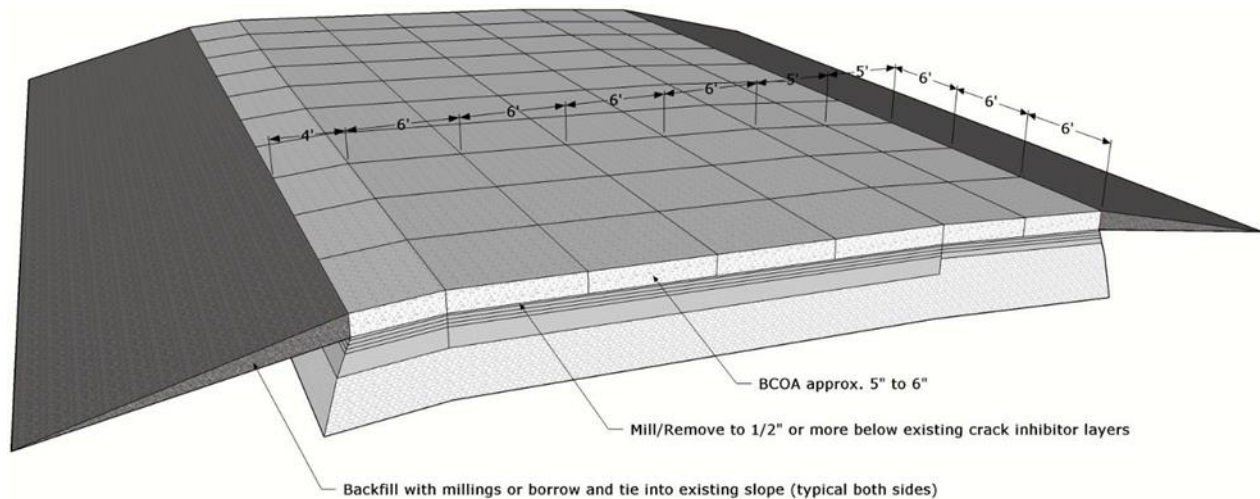 4' 6' 6' 6' 6' 5' 5' 6' 6' 6'
BCOA approx. 5" to 6"
Mill/Remove to 1/2" or more below existing crack inhibitor layers
Backfill with millings or borrow and tie into existing slope (typical both sides)